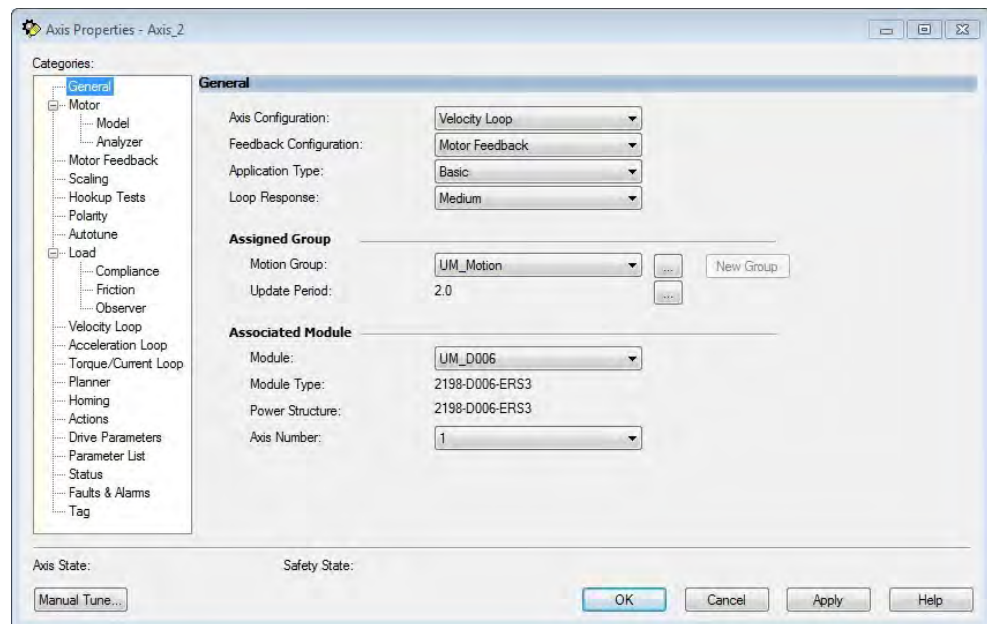 Axis Properties - Axis_2
Categories:
General
Motor
Model
Analyzer
Motor Feedback
Scaling
Hookup Tests
Polarity
Autotune
Load
Compliance
Friction
Observer
Velocity Loop
Acceleration Loop
Torque/Current Loop
Planner
Homing
Actions
Drive Parameters
Parameter List
Status
Faults & Alarms
Tag
General
Axis Configuration: Velocity Loop
Feedback Configuration: Motor Feedback
Application Type: Basic
Loop Response: Medium
Assigned Group
Motion Group: UM_Motion ... New Group
Update Period: 2.0 ...
Associated Module
Module: UM_D006
Module Type: 2198-D006-ERS3
Power Structure: 2198-D006-ERS3
Axis Number: 1
Axis State: Safety State:
Manual Tune... OK Cancel Apply Help